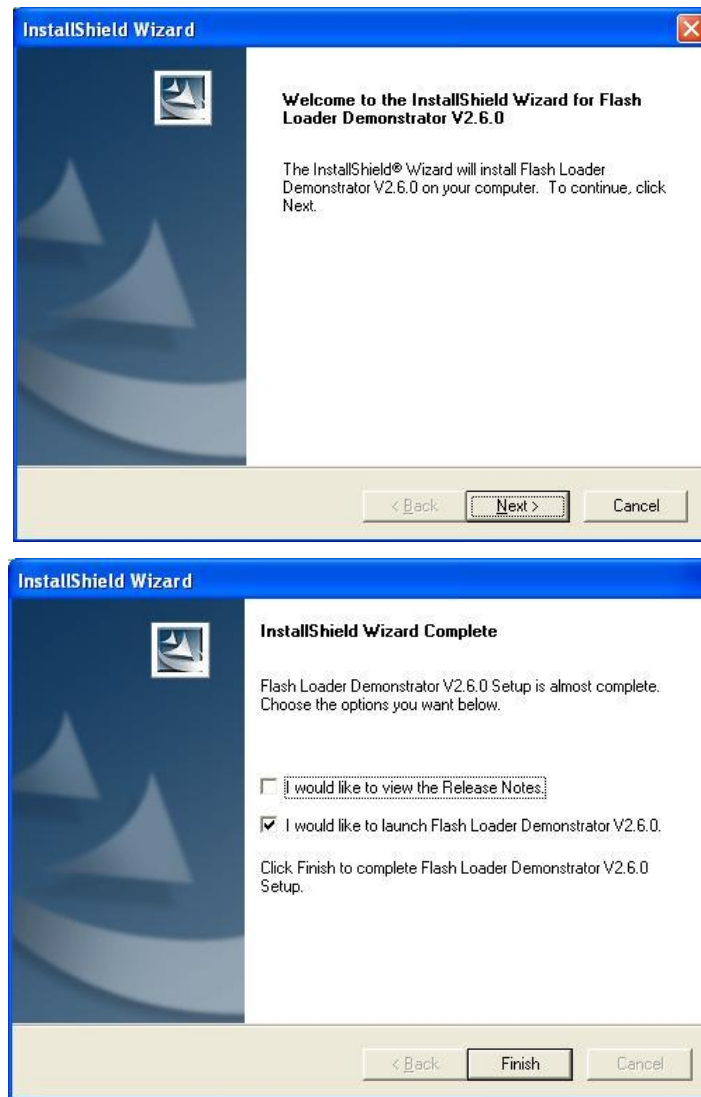 InstallShield Wizard
Welcome to the InstallShield Wizard for Flash
Loader Demonstrator V2.6.0
The InstallShield® Wizard will install Flash Loader
Demonstrator V2.6.0 on your computer. To continue, click
Next.
< Back Next > Cancel
InstallShield Wizard
InstallShield Wizard Complete
Flash Loader Demonstrator V2.6.0 Setup is almost complete.
Choose the options you want below.
I would like to view the Release Notes.
I would like to launch Flash Loader Demonstrator V2.6.0.
Click Finish to complete Flash Loader Demonstrator V2.6.0
Setup.
< Back Finish Cancel